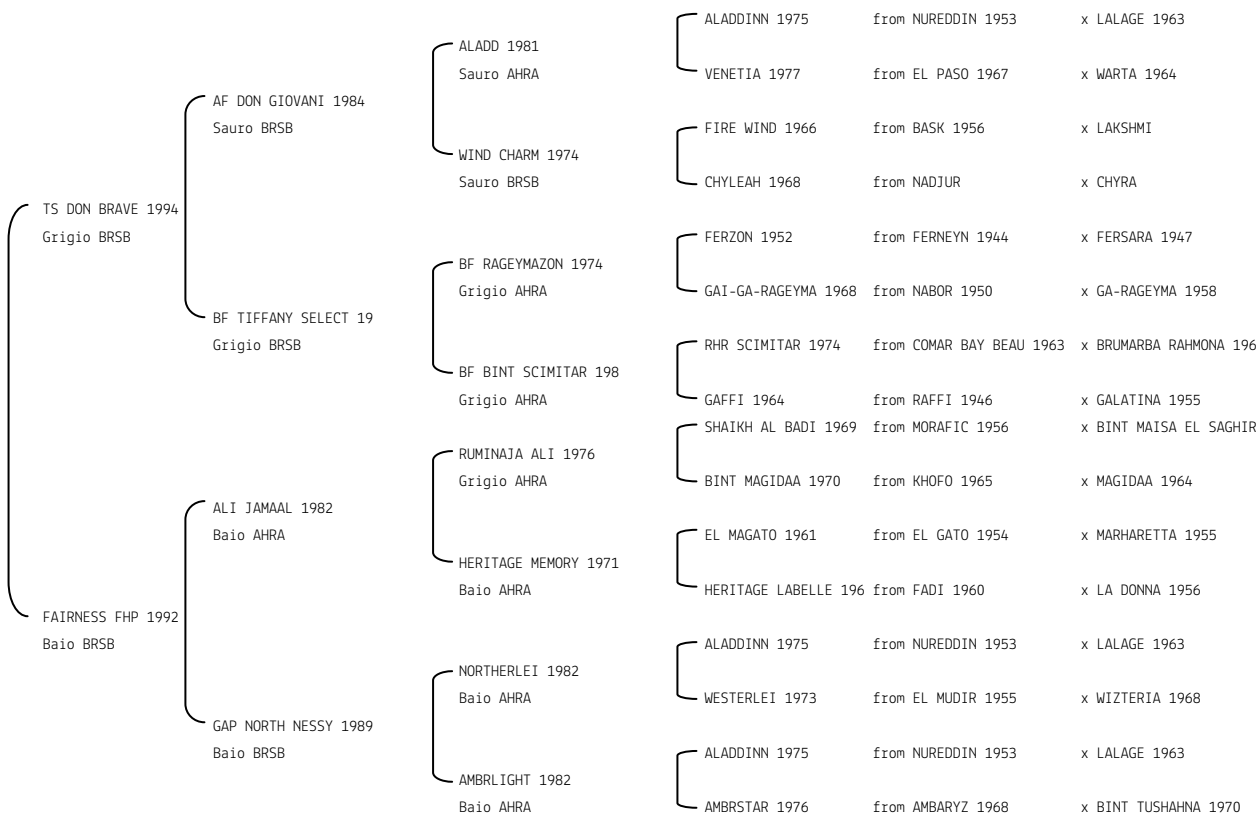 ALADDINN 1975 from NUREDDIN 1953 x LALAGE 1963
ALADD 1981
Sauro AHRA
VENETIA 1977 from EL PASO 1967 x WARTA 1964
AF DON GIOVANI 1984
Sauro BRSB
FIRE WIND 1966 from BASK 1956 x LAKSHMI
WIND CHARM 1974
Sauro BRSB
CHYLEAH 1968 from NADJUR x CHYRA
TS DON BRAVE 1994
Grigio BRSB
FERZON 1952 from FERNEYN 1944 x FERSARA 1947
BF RAGEYMAZON 1974
Grigio AHRA
GAI-GA-RAGEYMA 1968 from NABOR 1950 x GA-RAGEYMA 1958
BF TIFFANY SELECT 19
Grigio BRSB
RHR SCIMITAR 1974 from COMAR BAY BEAU 1963 x BRUMARBA RAHMONA 196
BF BINT SCIMITAR 198
Grigio AHRA
GAFFI 1964 from RAFFI 1946 x GALATINA 1955
SHAIKH AL BADI 1969 from MORAFIC 1956 x BINT MAISA EL SAGHIR
RUMINAJA ALI 1976
Grigio AHRA
BINT MAGIDAA 1970 from KHOFO 1965 x MAGIDAA 1964
ALI JAMAAL 1982
Baio AHRA
EL MAGATO 1961 from EL GATO 1954 x MARHARETTA 1955
HERITAGE MEMORY 1971
Baio AHRA
HERITAGE LABELLE 196 from FADI 1960 x LA DONNA 1956
FAIRNESS FHP 1992
Baio BRSB
ALADDINN 1975 from NUREDDIN 1953 x LALAGE 1963
NORTHERLEI 1982
Baio AHRA
WESTERLEI 1973 from EL MUDIR 1955 x WIZTERIA 1968
GAP NORTH NESSY 1989
Baio BRSB
ALADDINN 1975 from NUREDDIN 1953 x LALAGE 1963
AMBRLIGHT 1982
Baio AHRA
AMBRSTAR 1976 from AMBARYZ 1968 x BINT TUSHAHNA 1970